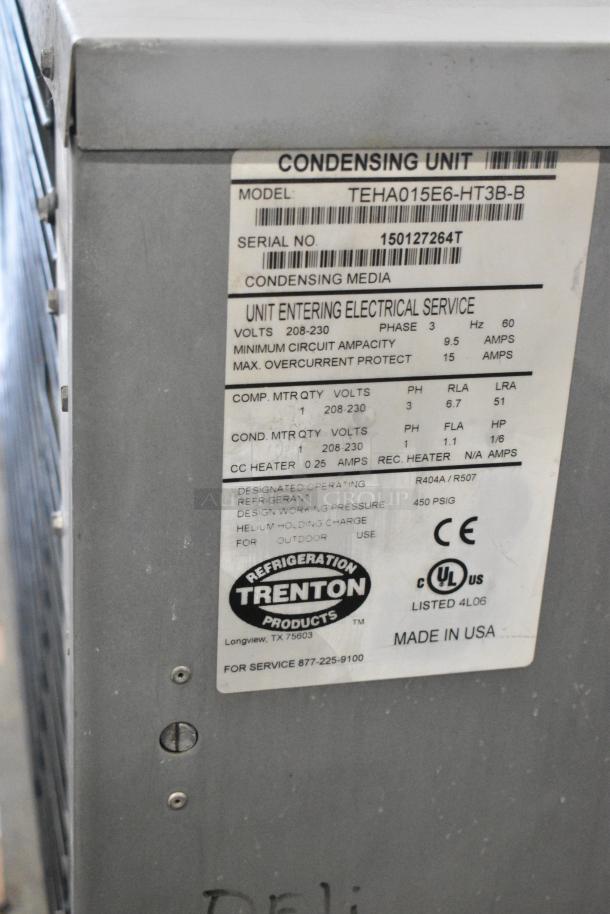 CONDENSING UNIT
MODEL: TEHA015E6-HT3B-B
SERIAL NO. 150127264T
CONDENSING MEDIA
UNIT ENTERING ELECTRICAL SERVICE
VOLTS 208-230 PHASE 3 Hz 60
MINIMUM CIRCUIT AMPACITY 9.5 AMPS
MAX. OVERCURRENT PROTECT 15 AMPS
COMP. MTR QTY VOLTS PH RLA LRA
1 208-230 3 6.7 51
COND. MTR QTY VOLTS PH FLA HP
1 208-230 1 1.1 1/6
CC HEATER 0.25 AMPS REC. HEATER N/A AMPS
DESIGNATED OPERATING R404A / R507
REFRIGERANT
DESIGN WORKING PRESSURE 450 PSIG
HELIUM HOLDING CHARGE
FOR OUTDOOR USE
CE
REFRIGERATION
TRENTON
PRODUCTS
TM
C UL US
LISTED 4L06
Longview, TX 75603
MADE IN USA
FOR SERVICE 877-225-9100
DELi